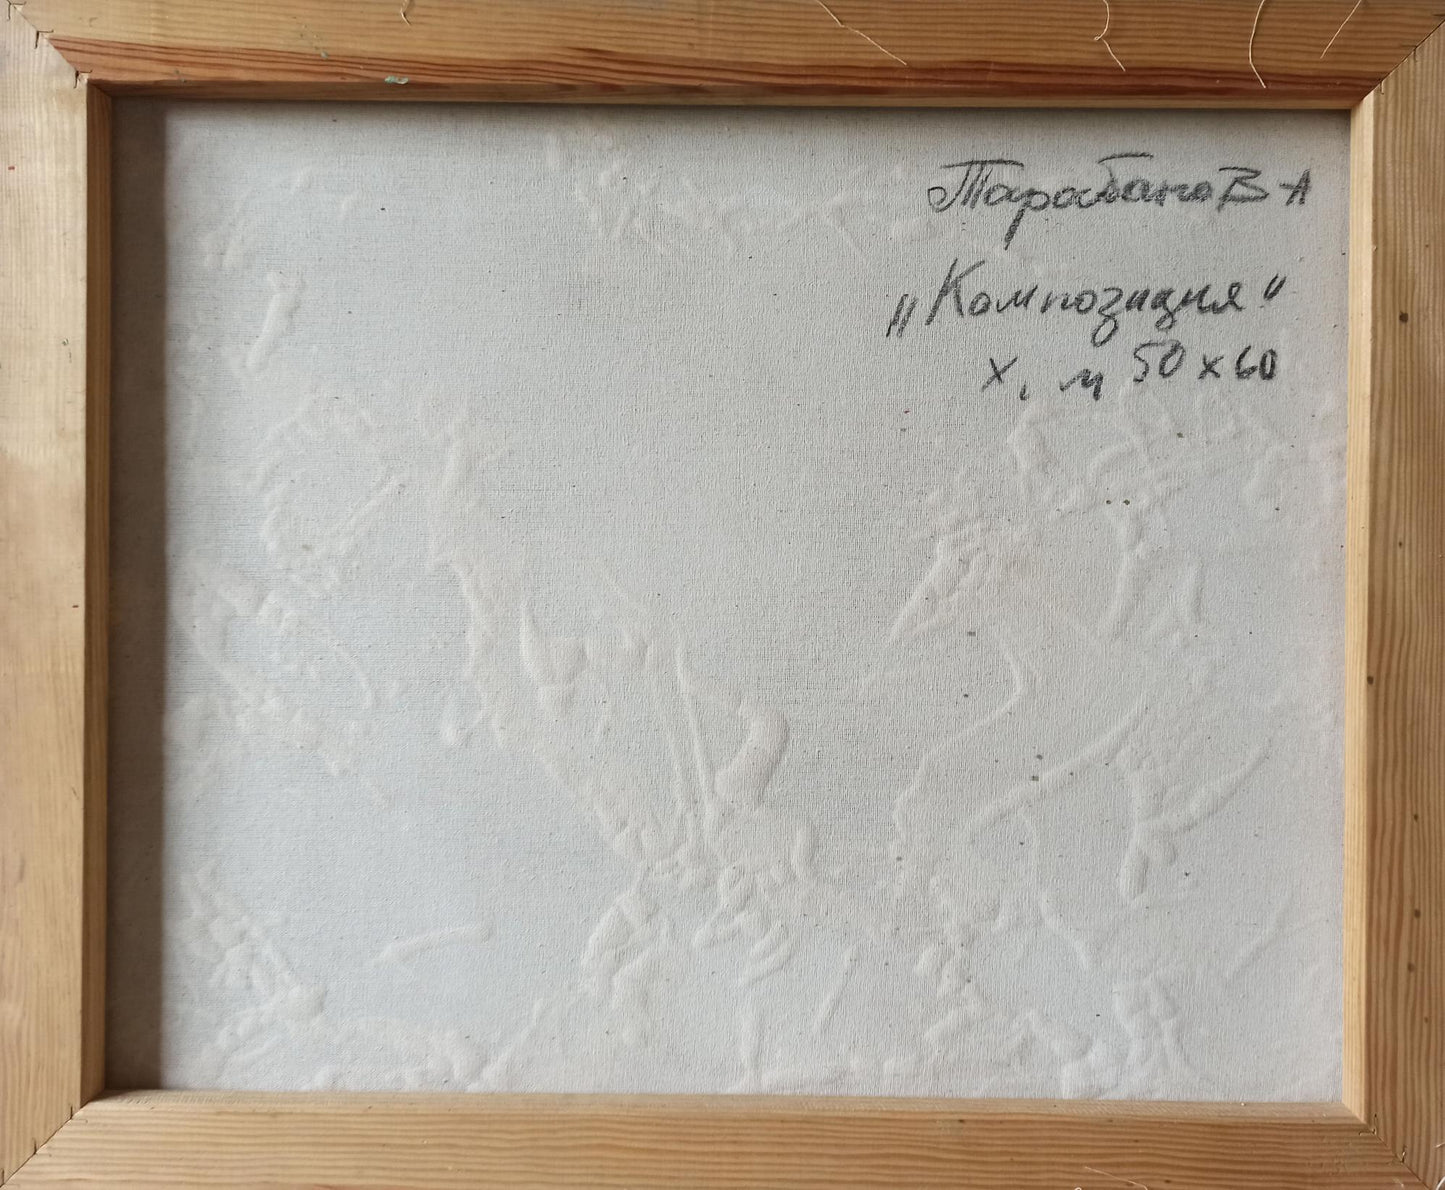 Тарабанов В А
„Композиция"
х, м 50 х 60